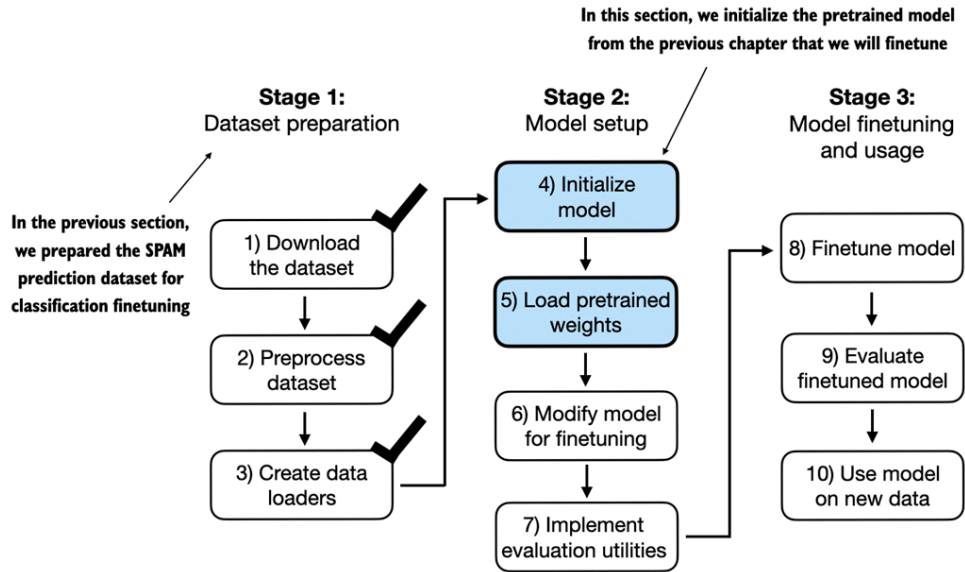 In this section, we initialize the pretrained model
from the previous chapter that we will finetune
Stage 1:
Dataset preparation
In the previous section,
we prepared the SPAM
prediction dataset for
classification finetuning
1) Download
the dataset
2) Preprocess
dataset
3) Create data
loaders
Stage 2:
Model setup
4) Initialize
model
5) Load pretrained
weights
6) Modify model
for finetuning
7) Implement
evaluation utilities
Stage 3:
Model finetuning
and usage
8) Finetune model
9) Evaluate
finetuned model
10) Use model
on new data